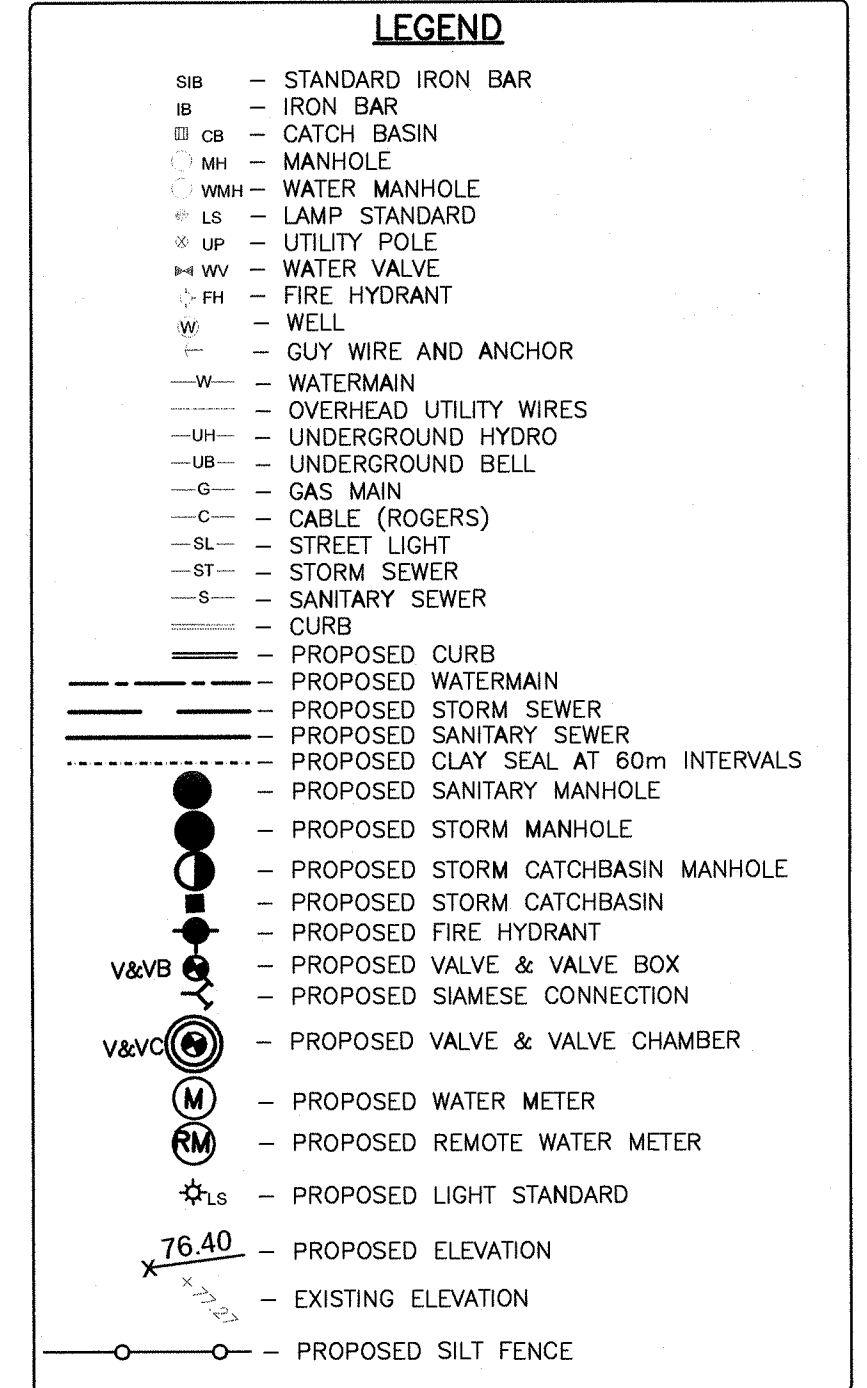 LEGEND
SIB – STANDARD IRON BAR
IB – IRON BAR
CB – CATCH BASIN
MH – MANHOLE
WMH – WATER MANHOLE
LS – LAMP STANDARD
UP – UTILITY POLE
WV – WATER VALVE
FH – FIRE HYDRANT
W – WELL
– GUY WIRE AND ANCHOR
W – WATERMAIN
– OVERHEAD UTILITY WIRES
UH – UNDERGROUND HYDRO
UB – UNDERGROUND BELL
G – GAS MAIN
C – CABLE (ROGERS)
SL – STREET LIGHT
ST – STORM SEWER
S – SANITARY SEWER
– CURB
– PROPOSED CURB
– PROPOSED WATERMAIN
– PROPOSED STORM SEWER
– PROPOSED SANITARY SEWER
– PROPOSED CLAY SEAL AT 60m INTERVALS
– PROPOSED SANITARY MANHOLE
– PROPOSED STORM MANHOLE
– PROPOSED STORM CATCHBASIN MANHOLE
– PROPOSED STORM CATCHBASIN
– PROPOSED FIRE HYDRANT
V&VB – PROPOSED VALVE & VALVE BOX
– PROPOSED SIAMESE CONNECTION
V&VC – PROPOSED VALVE & VALVE CHAMBER
M – PROPOSED WATER METER
RM – PROPOSED REMOTE WATER METER
LS – PROPOSED LIGHT STANDARD
x 76.40 – PROPOSED ELEVATION
x 77.27 – EXISTING ELEVATION
– PROPOSED SILT FENCE